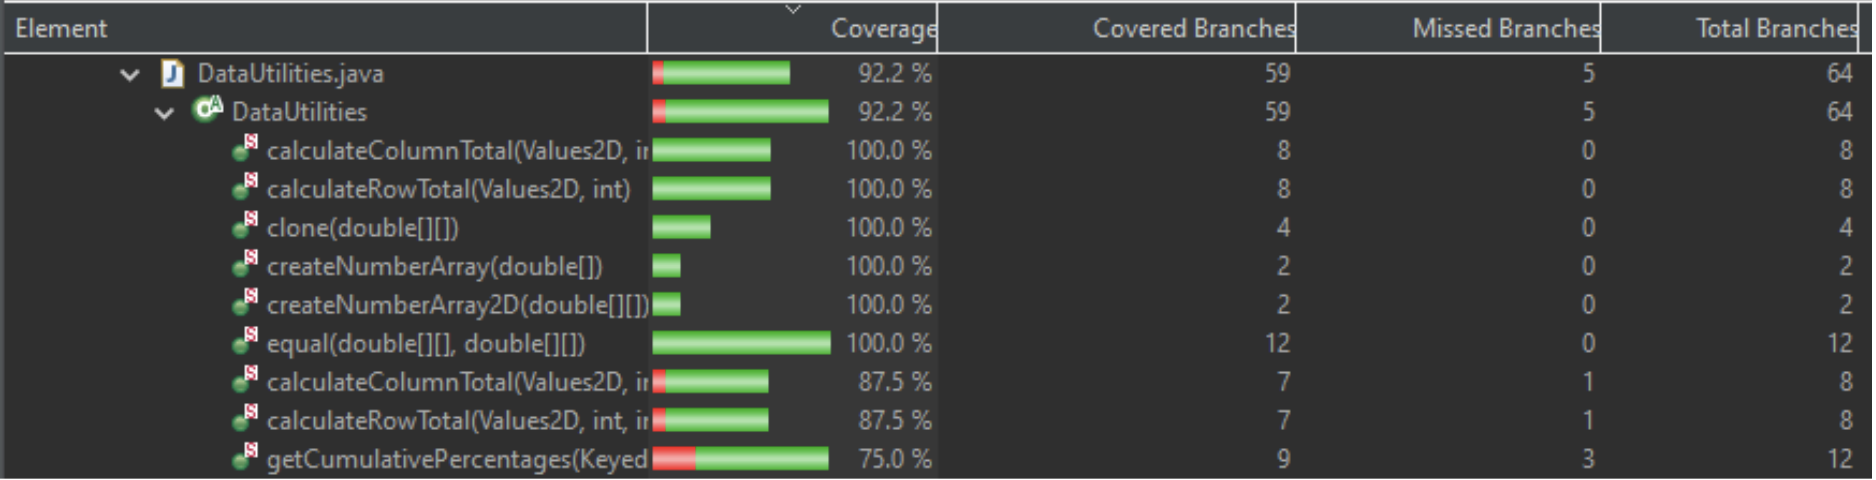 Element Coverage Covered Branches Missed Branches Total Branches
DataUtilities.java 92.2 % 59 5 64
DataUtilities 92.2 % 59 5 64
calculateColumnTotal(Values2D, ir 100.0 % 8 0 8
calculateRowTotal(Values2D, int) 100.0 % 8 0 8
clone(double[][]) 100.0 % 4 0 4
createNumberArray(double[]) 100.0 % 2 0 2
createNumberArray2D(double[][]) 100.0 % 2 0 2
equal(double[][], double[][]) 100.0 % 12 0 12
calculateColumnTotal(Values2D, ir 87.5 % 7 1 8
calculateRowTotal(Values2D, int, ir 87.5 % 7 1 8
getCumulativePercentages(Keyed 75.0 % 9 3 12